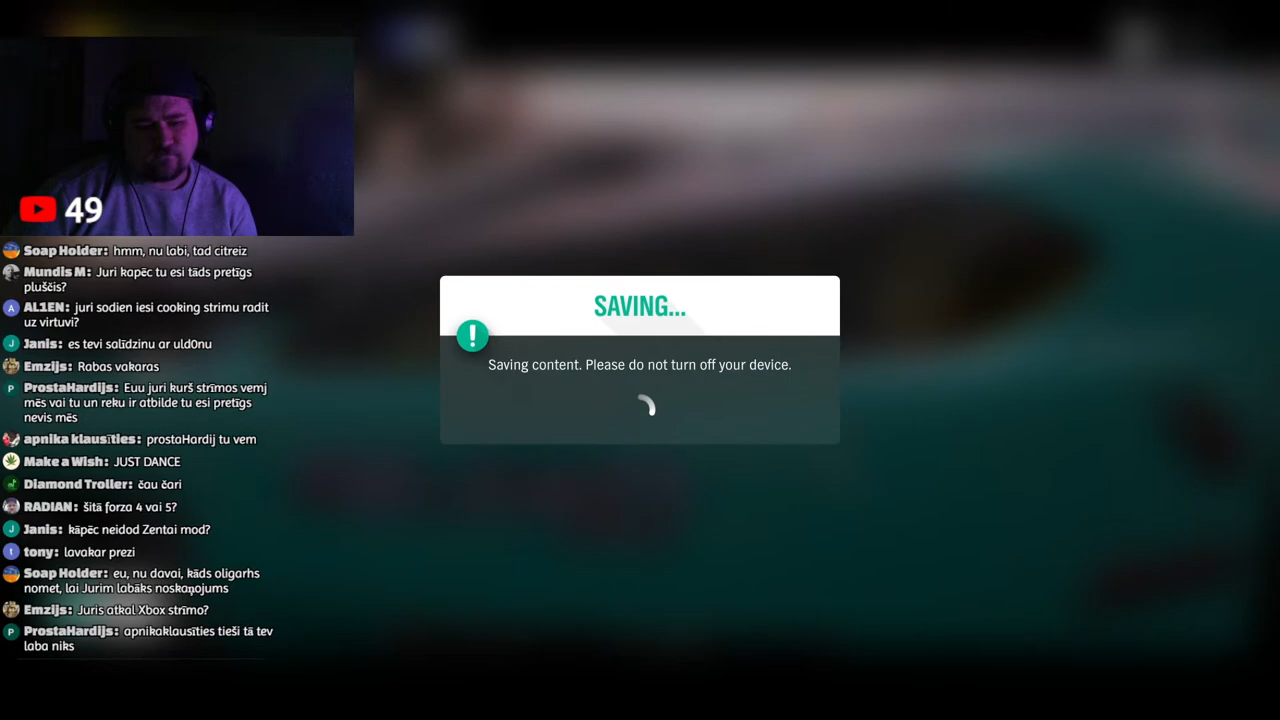 49
Soap Holder: hmm, nu labi, tad citreiz
Mundis M: Juri kapēc tu esi tāds pretīgs
pluščis?
A AL1EN: juri sodien iesi cooking strimu radit
uz virtuvi?
J Janis: es tevi salīdzinu ar uld0nu
Emzijs: Rabas vakaras
P ProstaHardijs: Euu juri kurš strīmos vemj
mēs vai tu un reku ir atbilde tu esi pretīgs
nevis mēs
apnika klausīties: prostaHardij tu vem
Make a Wish: JUST DANCE
Diamond Troller: čau čari
RADIAN: šitā forza 4 vai 5?
J Janis: kāpēc neidod Zentai mod?
t tony: lavakar prezi
Soap Holder: eu, nu davai, kāds oligarhs
nomet, lai Jurim labāks noskaņojums
Emzijs: Juris atkal Xbox strīmo?
P ProstaHardijs: apnikaklausīties tieši tā tev
laba niks
SAVING...
!
Saving content. Please do not turn off your device.